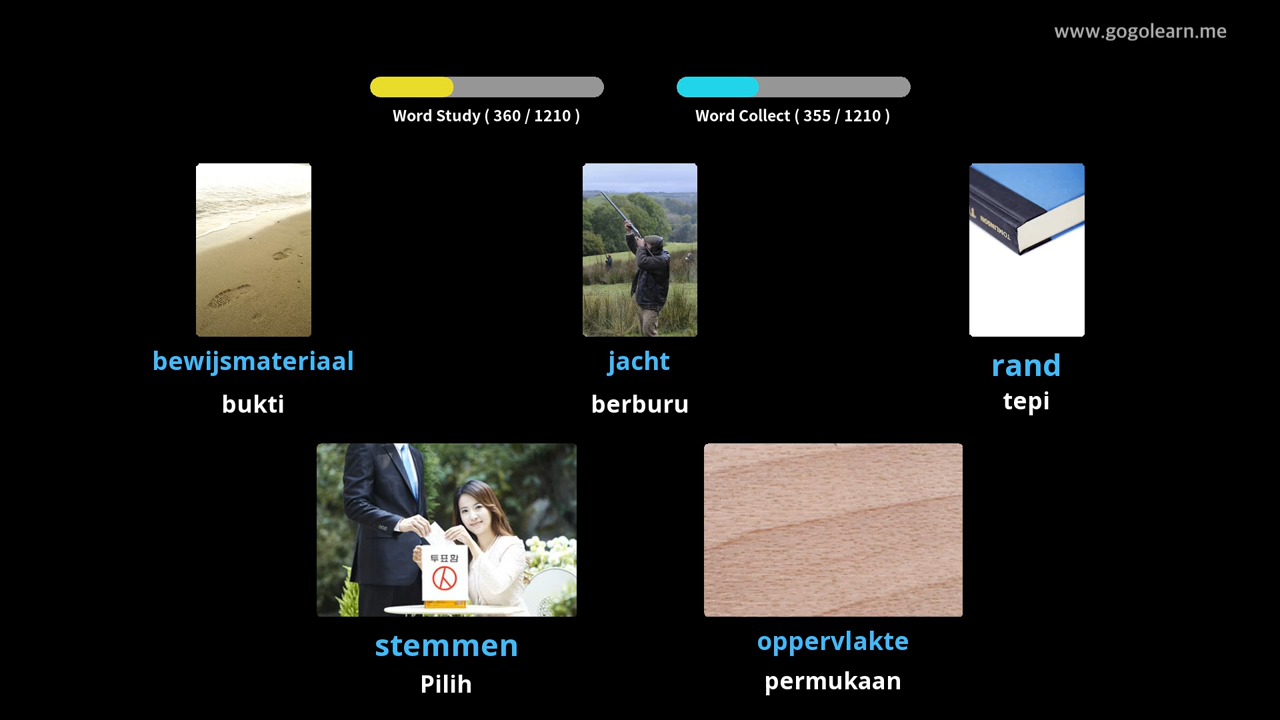 www.gogolearn.me
Word Study ( 360 / 1210 )
Word Collect ( 355 / 1210 )
TOMLINSON
bewijsmateriaal
jacht
rand
bukti
berburu
tepi
투표함
stemmen
oppervlakte
Pilih
permukaan